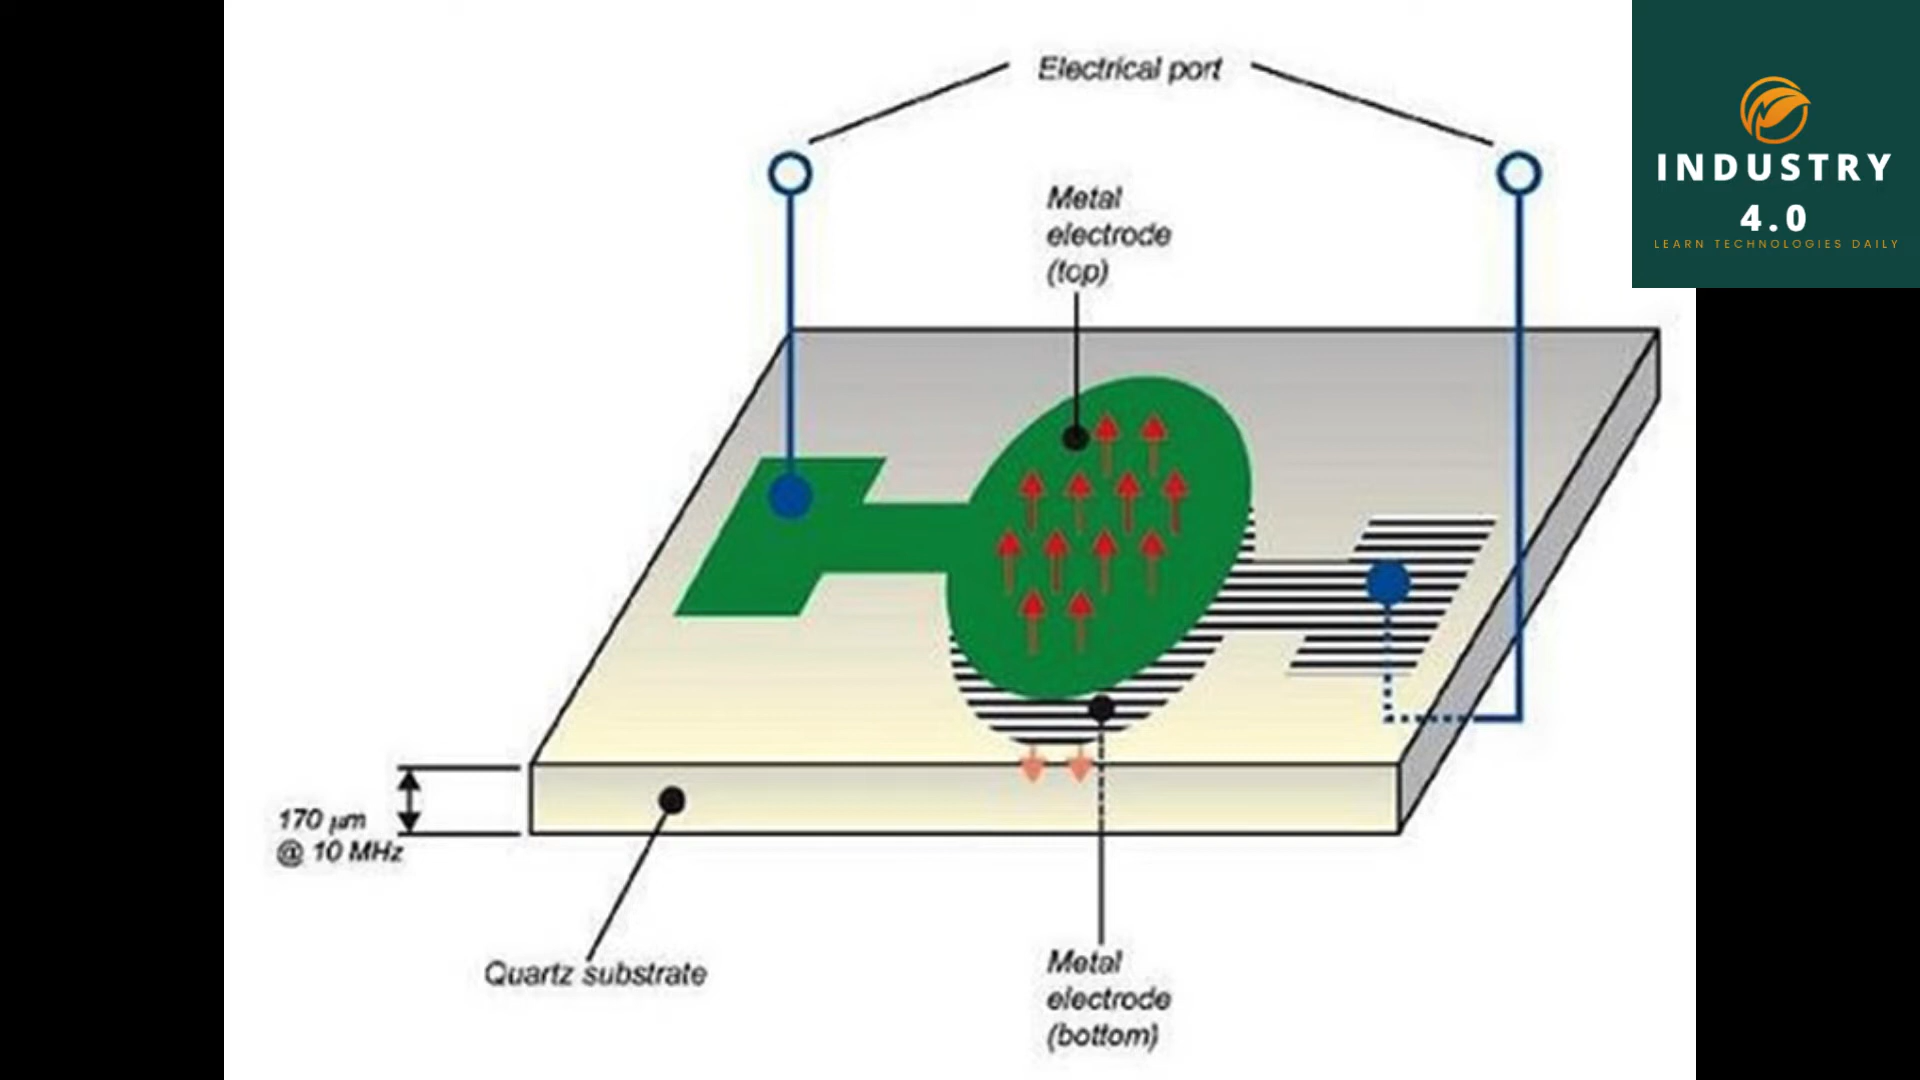 Electrical port
INDUSTRY
4.0
LEARN TECHNOLOGIES DAILY
Metal
electrode
(top)
170 μm
@ 10 MHz
Quartz substrate
Metal
electrode
(bottom)